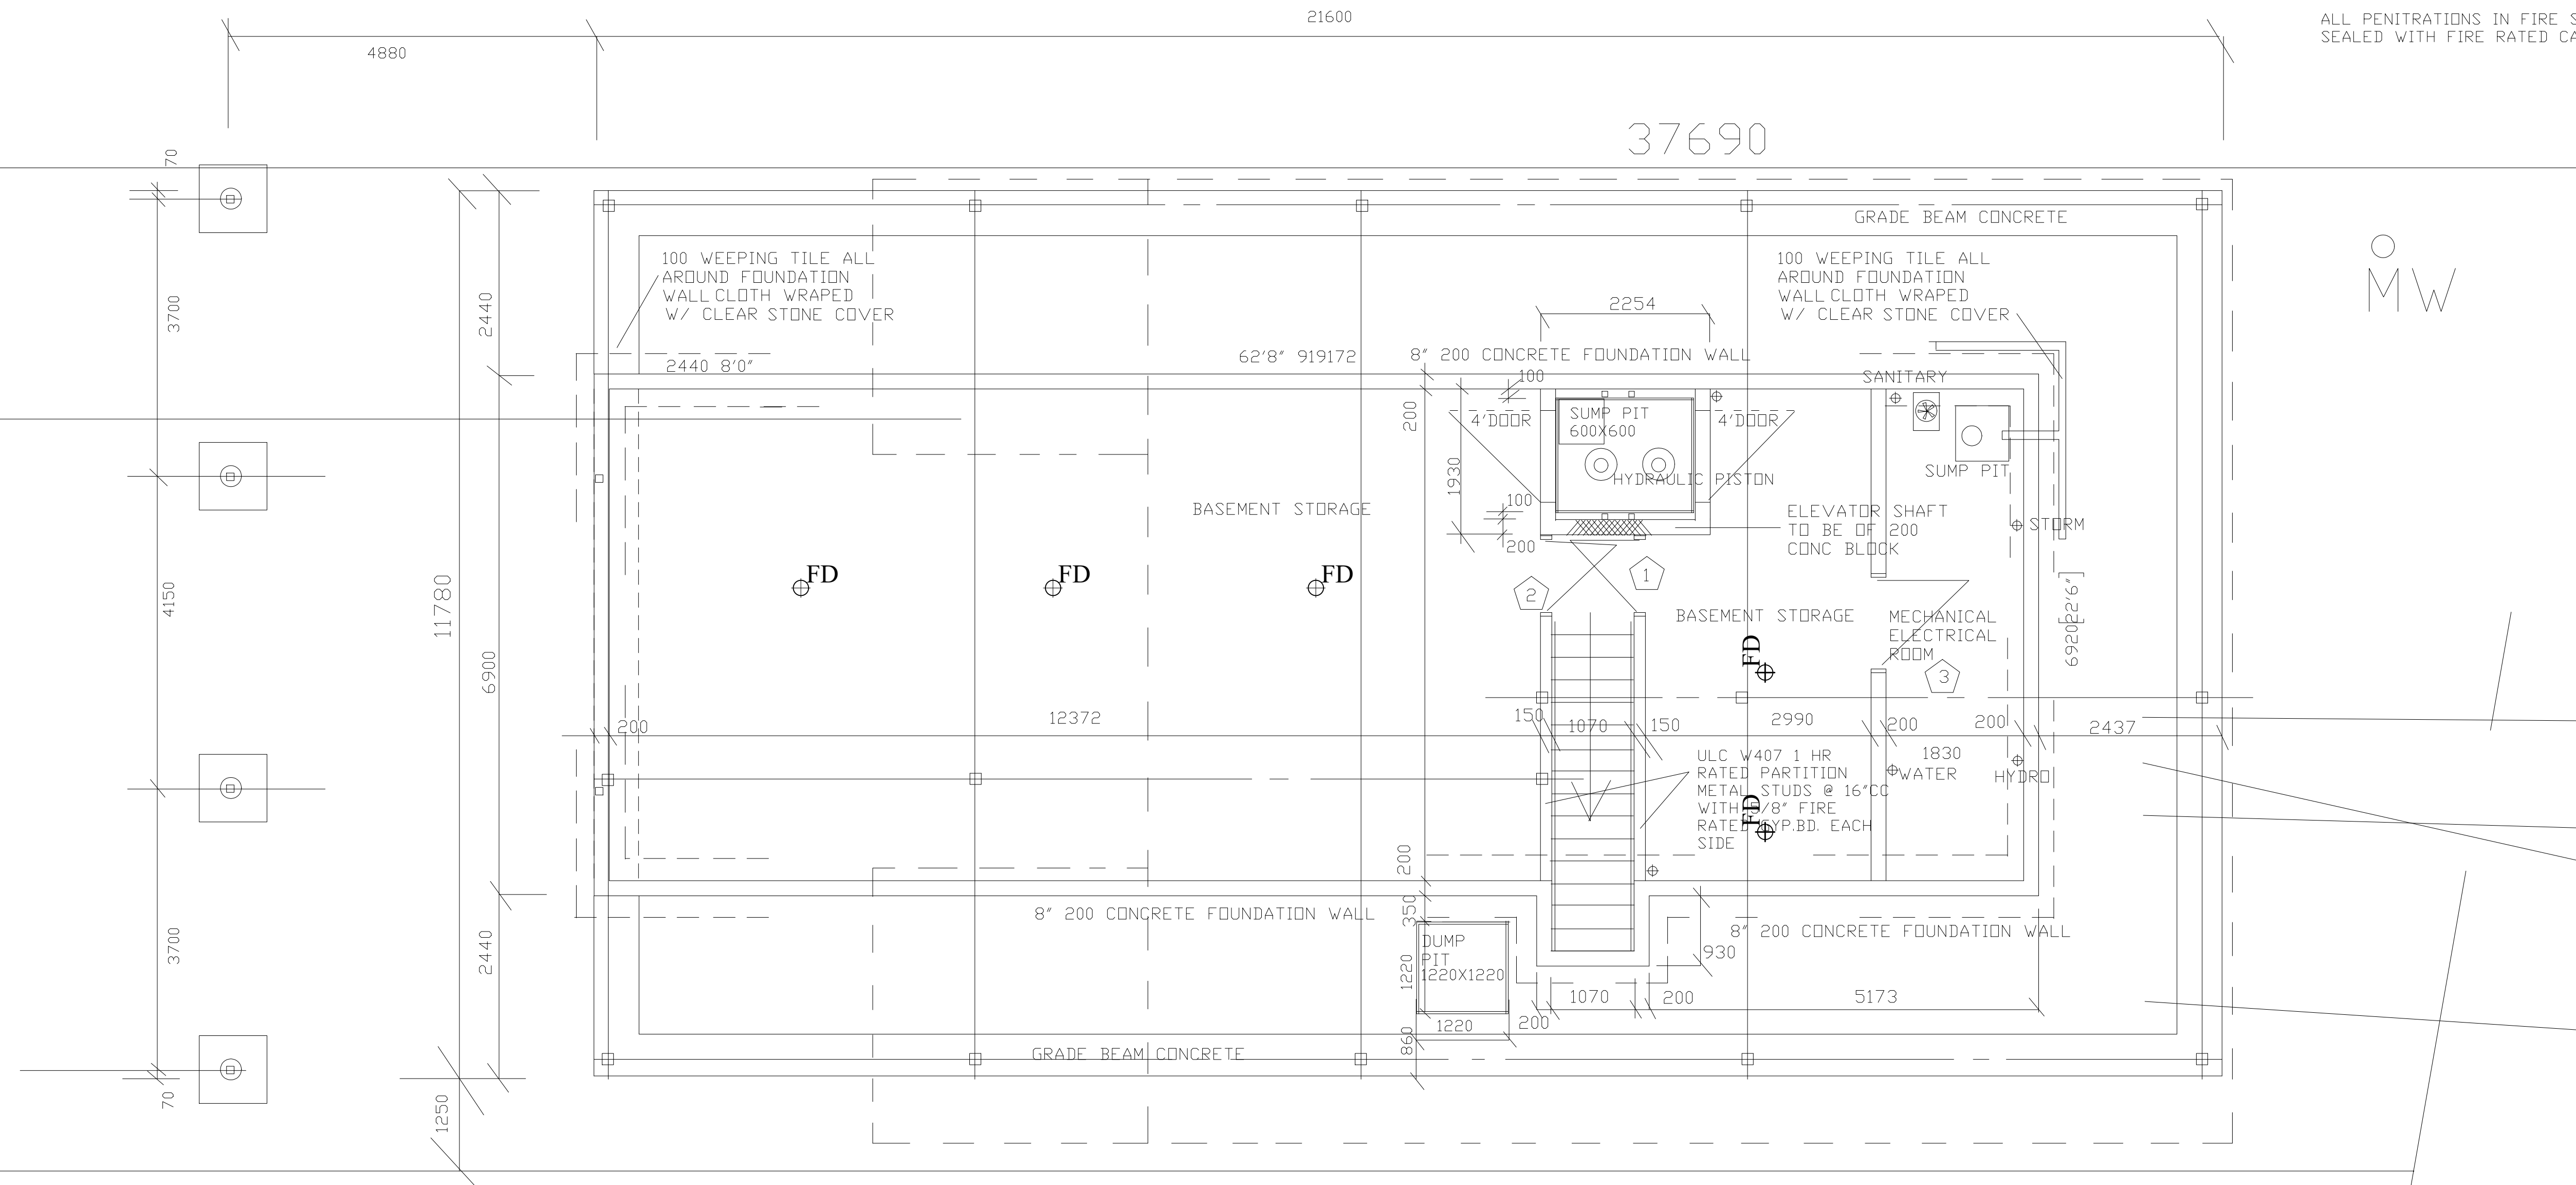 21600
ALL PENITRATIONS IN FIRE S
SEALED WITH FIRE RATED CA
4880
37690
70
GRADE BEAM CONCRETE
100 WEEPING TILE ALL
AROUND FOUNDATION
WALL CLOTH WRAPED
W/ CLEAR STONE COVER
100 WEEPING TILE ALL
AROUND FOUNDATION
WALL CLOTH WRAPED
W/ CLEAR STONE COVER
MW
3700
2440
2254
2440 8'0"
62'8" 919172
8" 200 CONCRETE FOUNDATION WALL
100
SANITARY
200
4'DOOR
SUMP PIT
600X600
4'DOOR
1930
HYDRAULIC PISTON
SUMP PIT
100
BASEMENT STORAGE
ELEVATOR SHAFT
TO BE OF 200
CONC BLOCK
STORM
200
FD
FD
FD
1
2
4150
11780
6920[22'6"]
BASEMENT STORAGE
MECHANICAL
ELECTRICAL
ROOM
FD
3
6900
200
12372
150
1070
150
2990
200
200
2437
ULC W407 1 HR
RATED PARTITION
METAL STUDS @ 16"CC
WITH 5/8" FIRE
RATED GYP.BD. EACH
SIDE
1830
WATER
HYDRO
FD
200
3700
2440
8" 200 CONCRETE FOUNDATION WALL
350
8" 200 CONCRETE FOUNDATION WALL
DUMP
PIT
1220X1220
1220
930
1070
200
5173
1220
200
860
GRADE BEAM CONCRETE
70
1250